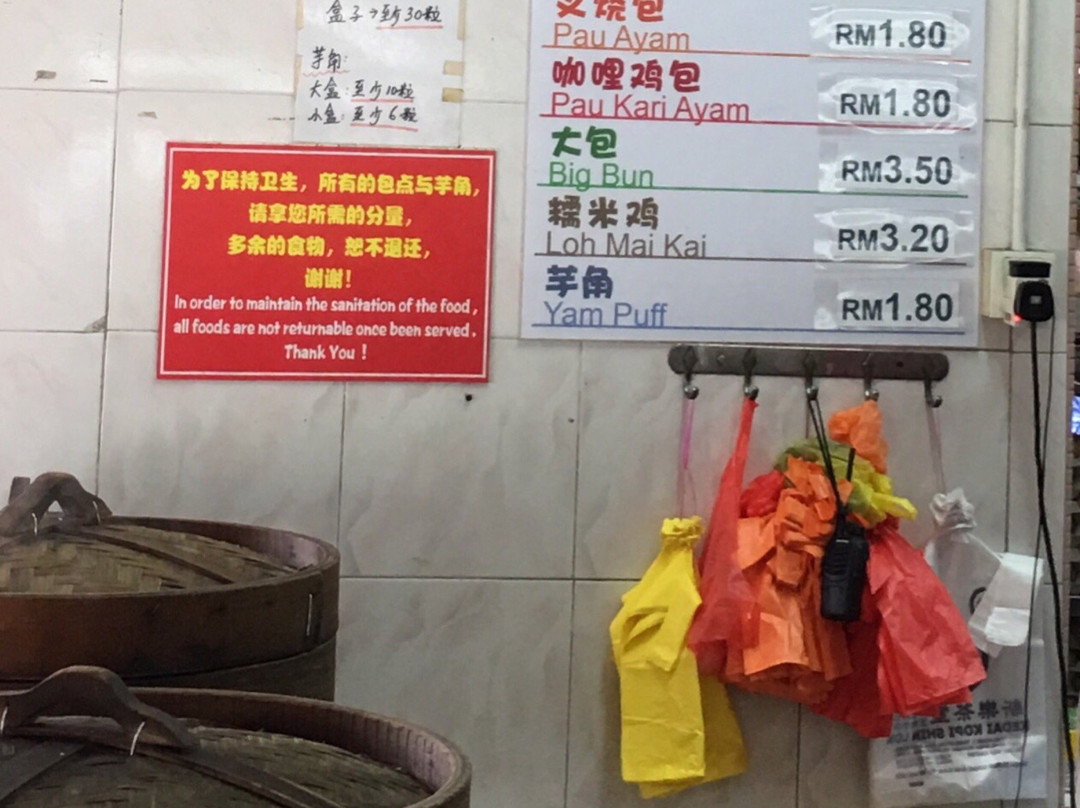 盒子→至少30粒
芋角:
大盒:至少10粒
小盒:至少6粒
为了保持卫生，所有的包点与芋角，
请拿您所需的分量，
多余的食物，恕不退还，
谢谢！
In order to maintain the sanitation of the food ,
all foods are not returnable once been served .
Thank You !
叉烧包
Pau Ayam RM1.80
咖哩鸡包
Pau Kari Ayam RM1.80
大包
Big Bun RM3.50
糯米鸡
Loh Mai Kai RM3.20
芋角
Yam Puff RM1.80
KEDAI KOPI SHIN